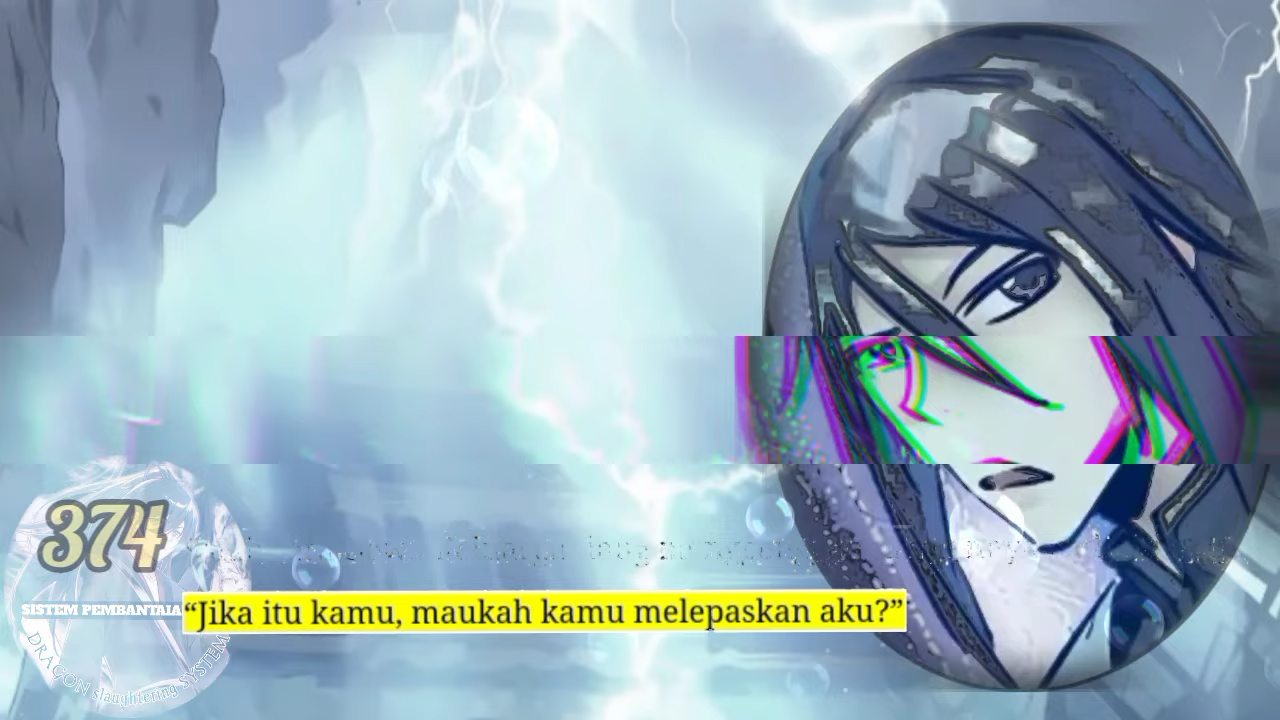 374
SISTEM PEMBANTAIA
“Jika itu kamu, maukah kamu melepaskan aku?”
DRAGON slaughtering SYSTEM